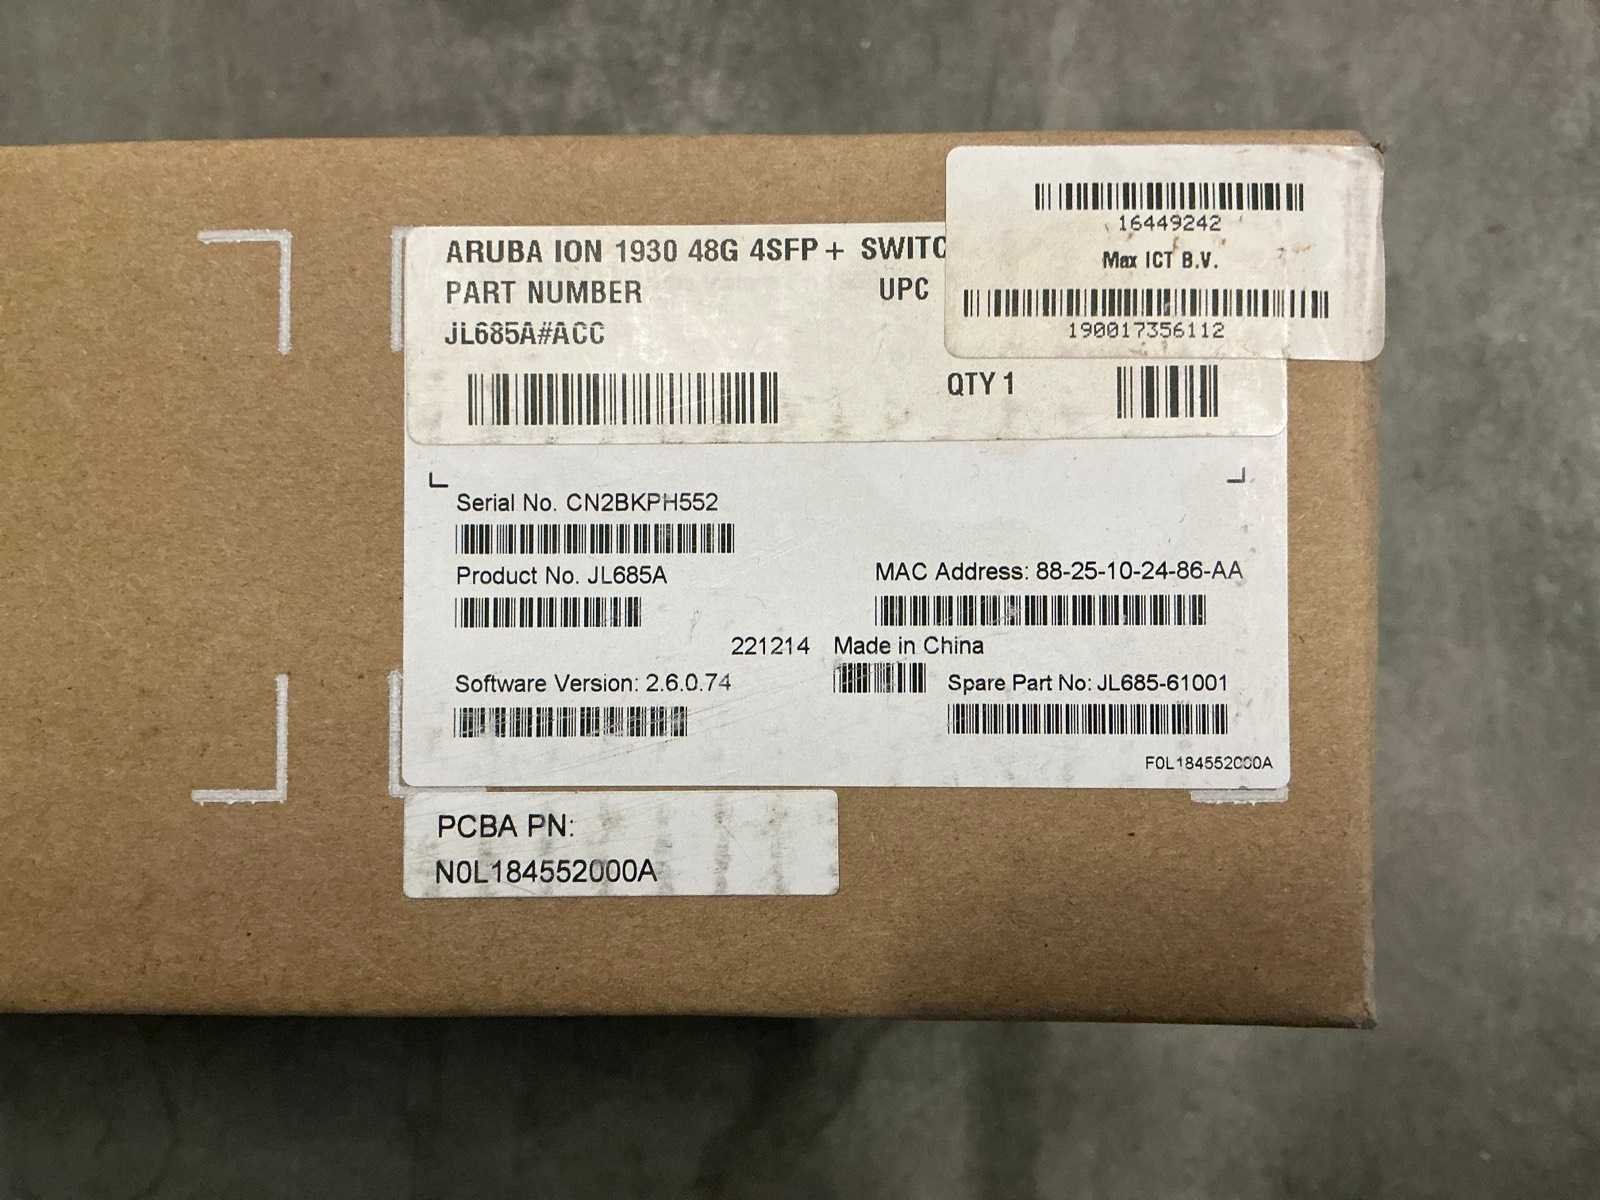 16449242
Max ICT B.V.
190017356112
ARUBA ION 1930 48G 4SFP+ SWITC
PART NUMBER UPC
JL685A#ACC
QTY 1
Serial No. CN2BKPH552
Product No. JL685A
MAC Address: 88-25-10-24-86-AA
221214 Made in China
Software Version: 2.6.0.74
Spare Part No: JL685-61001
F0L184552000A
PCBA PN:
N0L184552000A